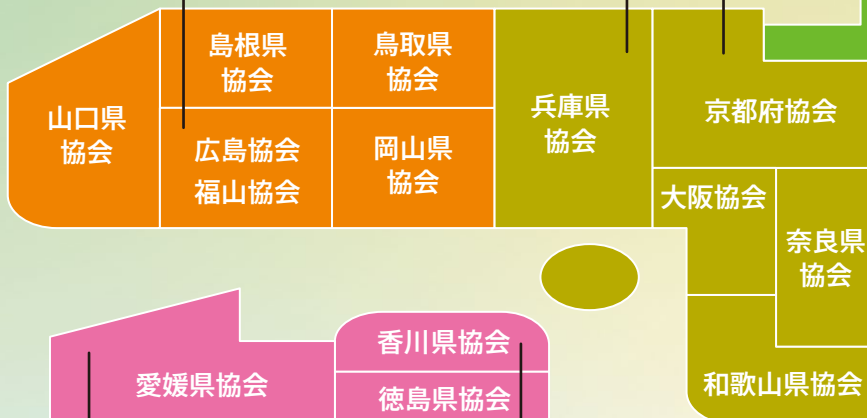 島根県
協会
鳥取県
協会
山口県
協会
広島協会
福山協会
岡山県
協会
兵庫県
協会
京都府協会
大阪協会
奈良県
協会
和歌山県協会
香川県協会
愛媛県協会
徳島県協会